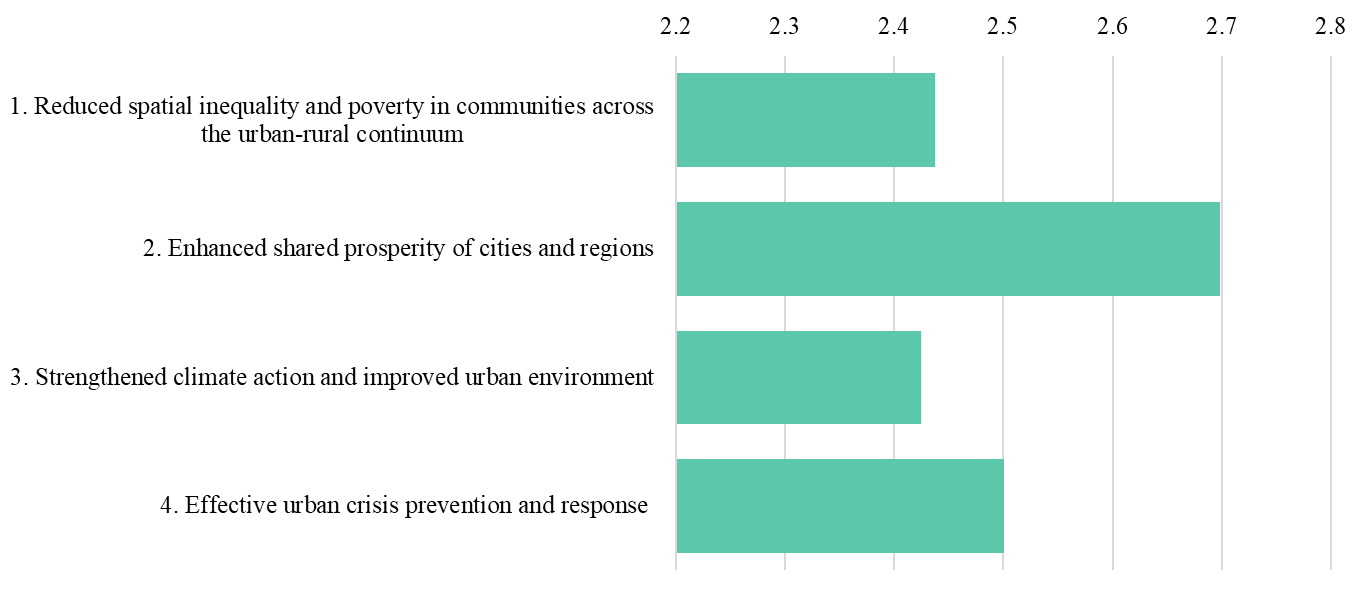 2.2 2.3 2.4 2.5 2.6 2.7 2.8
1. Reduced spatial inequality and poverty in communities across
the urban-rural continuum
2. Enhanced shared prosperity of cities and regions
3. Strengthened climate action and improved urban environment
4. Effective urban crisis prevention and response